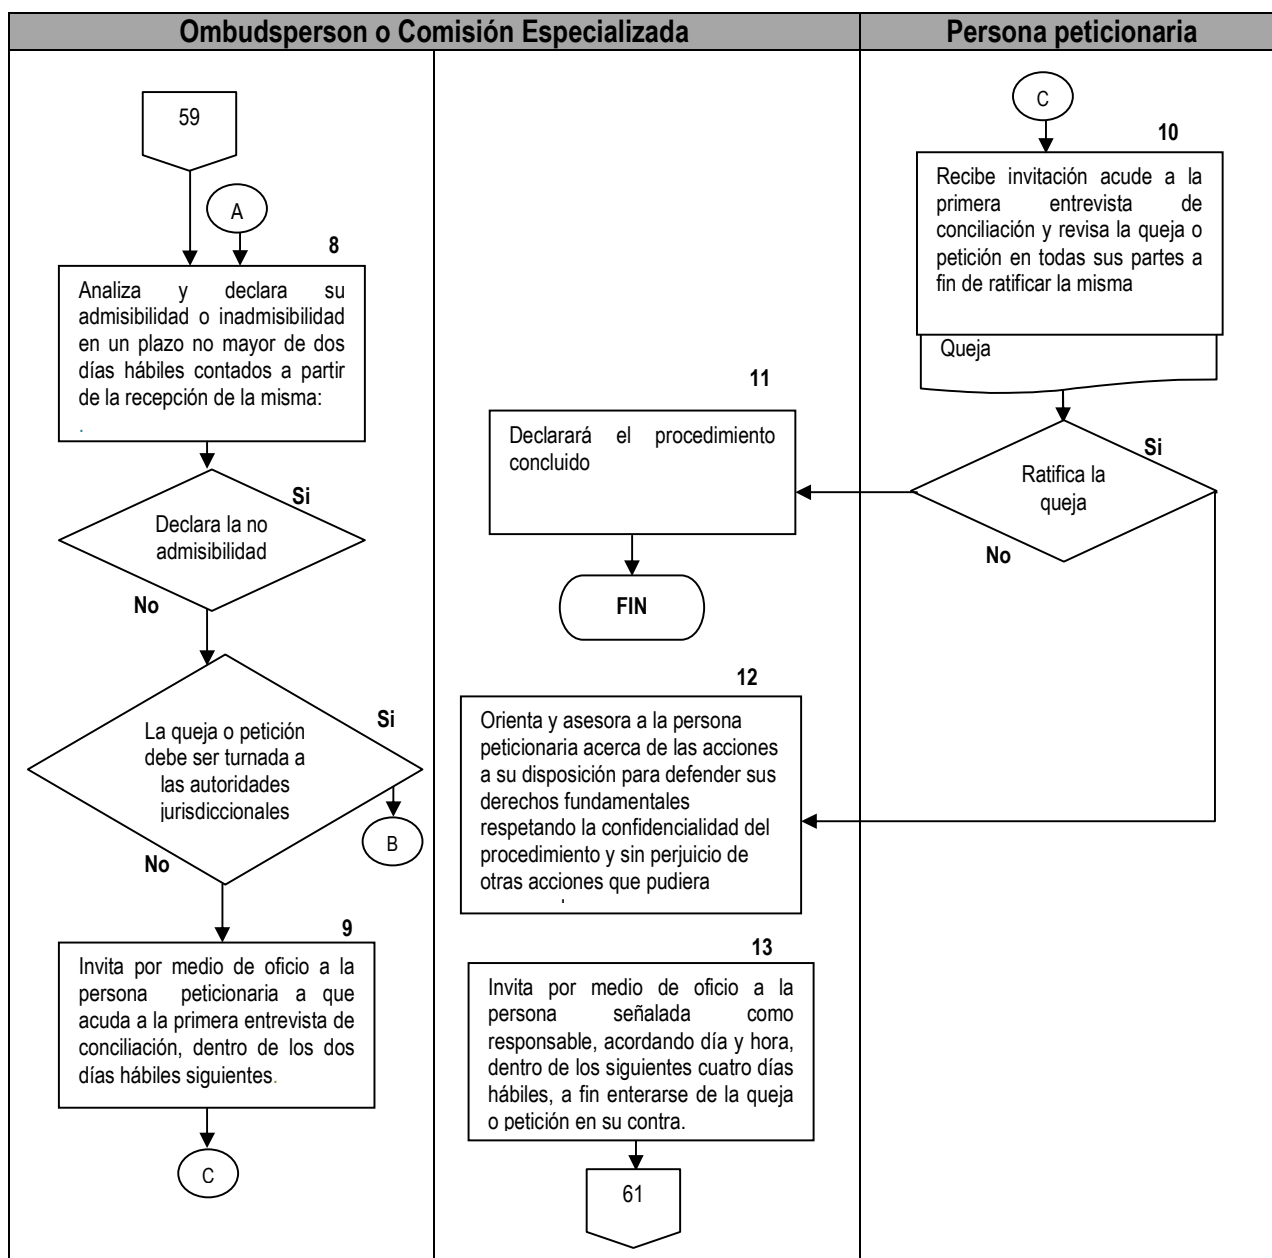 Ombudsperson o Comisión Especializada
Persona peticionaria
59
A
8
Analiza y declara su
admisibilidad o inadmisibilidad
en un plazo no mayor de dos
días hábiles contados a partir
de la recepción de la misma:
.
Si
Declara la no
admisibilidad
No
Si
La queja o petición
debe ser turnada a
las autoridades
jurisdiccionales
B
No
9
Invita por medio de oficio a la
persona peticionaria a que
acuda a la primera entrevista de
conciliación, dentro de los dos
días hábiles siguientes.
C
11
Declarará el procedimiento
concluido
FIN
12
Orienta y asesora a la persona
peticionaria acerca de las acciones
a su disposición para defender sus
derechos fundamentales
respetando la confidencialidad del
procedimiento y sin perjuicio de
otras acciones que pudiera
13
Invita por medio de oficio a la
persona señalada como
responsable, acordando día y hora,
dentro de los siguientes cuatro días
hábiles, a fin enterarse de la queja
o petición en su contra.
61
C
10
Recibe invitación acude a la
primera entrevista de
conciliación y revisa la queja o
petición en todas sus partes a
fin de ratificar la misma
Queja
Si
Ratifica la
queja
No